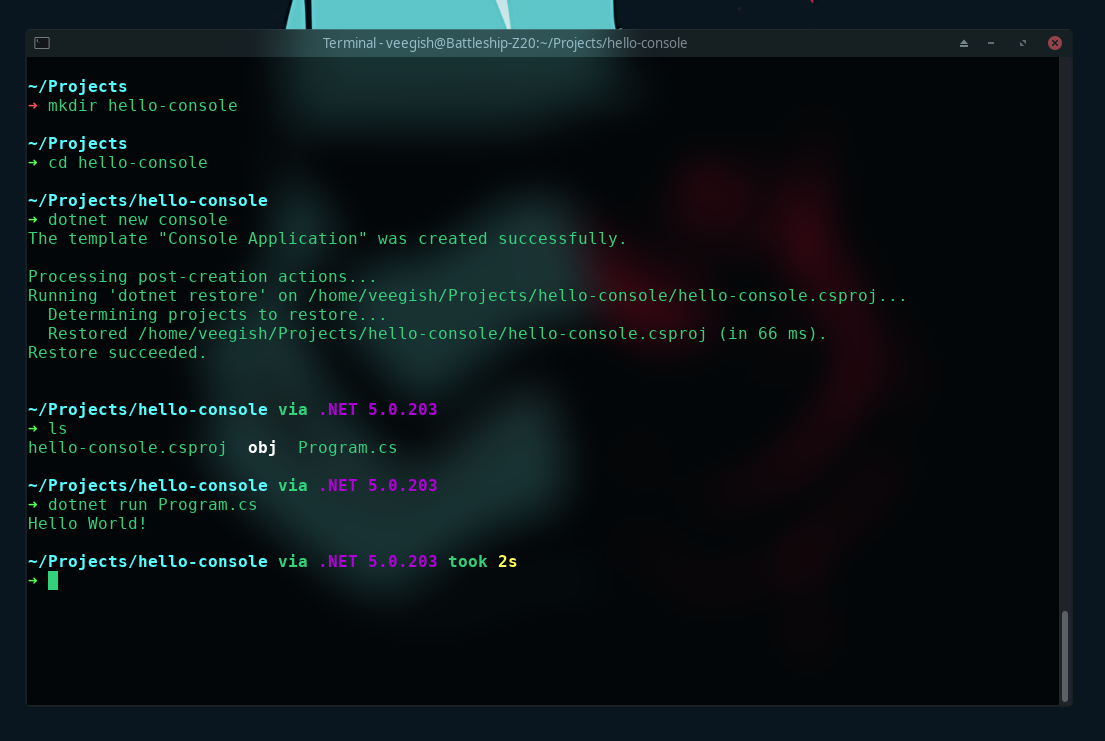 Terminal - veegish@Battleship-Z20:~/Projects/hello-console
~/Projects
➜ mkdir hello-console
~/Projects
➜ cd hello-console
~/Projects/hello-console
➜ dotnet new console
The template "Console Application" was created successfully.
Processing post-creation actions...
Running 'dotnet restore' on /home/veegish/Projects/hello-console/hello-console.csproj...
  Determining projects to restore...
  Restored /home/veegish/Projects/hello-console/hello-console.csproj (in 66 ms).
Restore succeeded.
~/Projects/hello-console via .NET 5.0.203
➜ ls
hello-console.csproj  obj  Program.cs
~/Projects/hello-console via .NET 5.0.203
➜ dotnet run Program.cs
Hello World!
~/Projects/hello-console via .NET 5.0.203 took 2s
➜